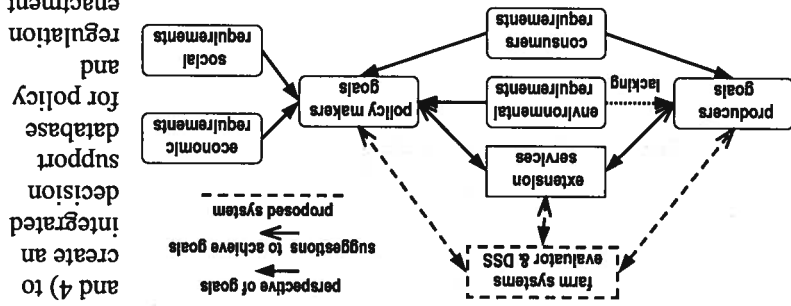 farm systems
evaluator & DSS
perspective of goals
suggestions to achieve goals
proposed system
extension
services
producers
goals
lacking
environmental
requirements
policy makers
goals
economic
requirements
social
requirements
consumers
requirements
and 4) to
create an
integrated
decision
support
database
for policy
and
regulation
enactment